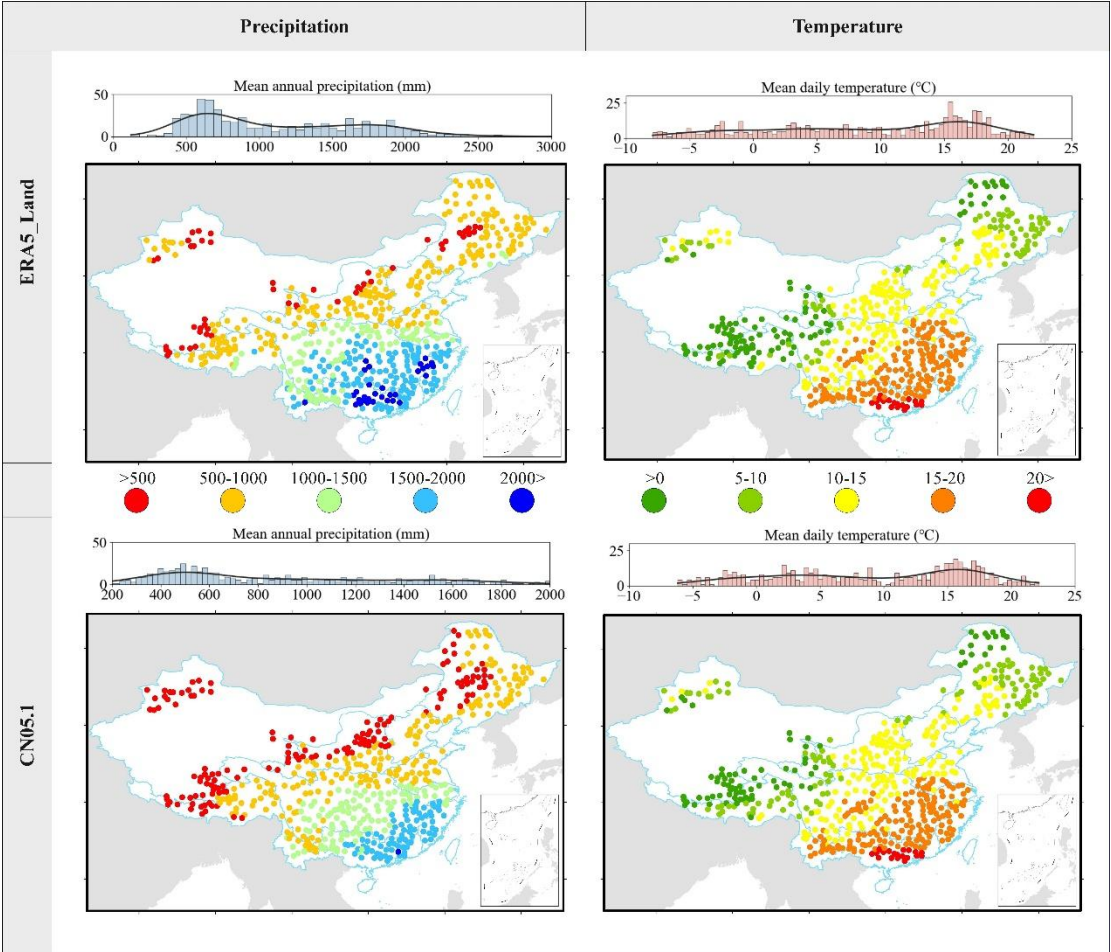 Precipitation
Temperature
ERA5_Land
Mean annual precipitation (mm)
50
0
0 500 1000 1500 2000 2500 3000
Mean daily temperature (°C)
25
0
−10 −5 0 5 10 15 20 25
>500 500-1000 1000-1500 1500-2000 2000>
>0 5-10 10-15 15-20 20>
CN05.1
Mean annual precipitation (mm)
50
0
200 400 600 800 1000 1200 1400 1600 1800 2000
Mean daily temperature (°C)
25
0
−10 −5 0 5 10 15 20 25